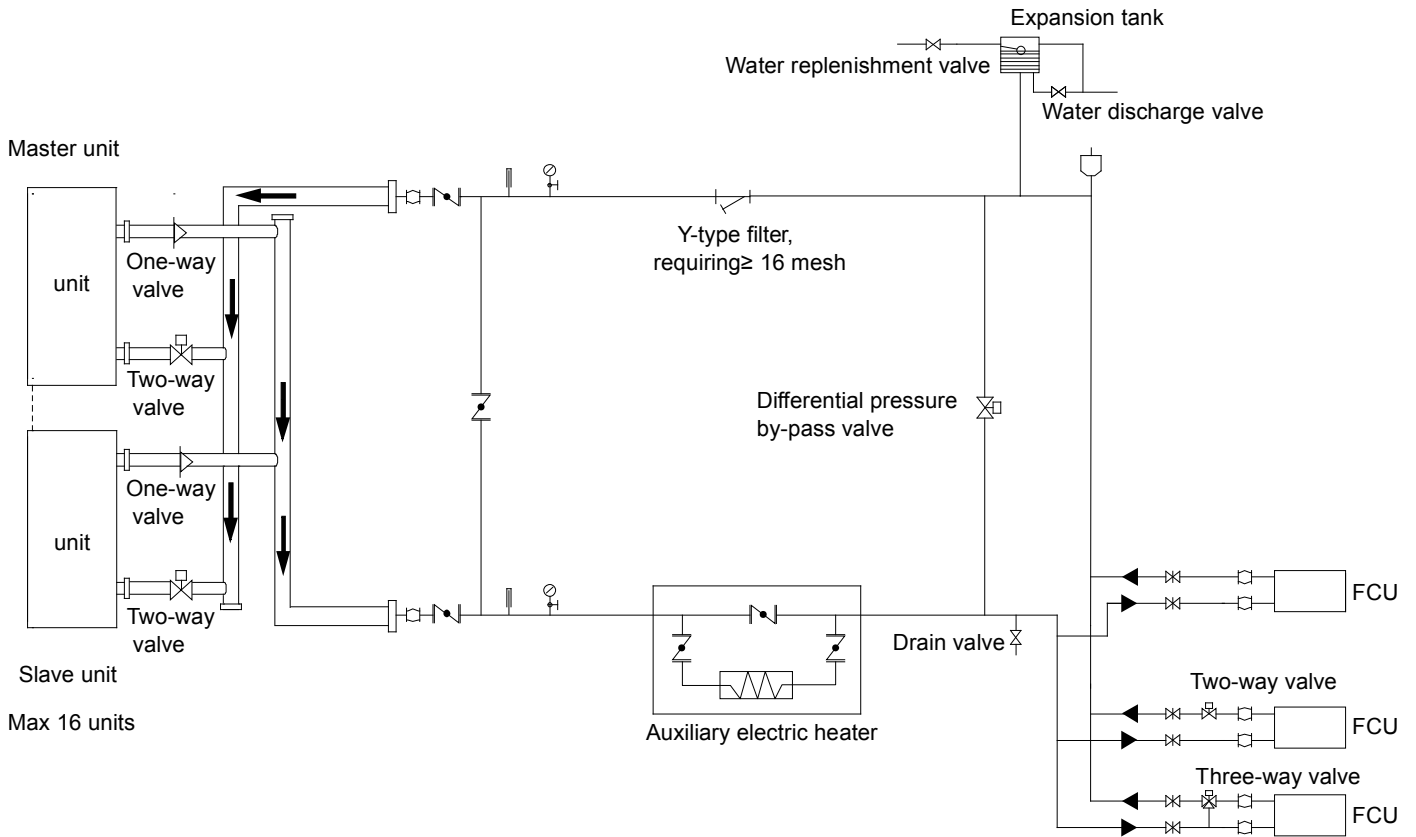 Expansion tank
Water replenishment valve
Water discharge valve
Master unit
unit
One-way
valve
Two-way
valve
Y-type filter,
requiring≥ 16 mesh
Differential pressure
by-pass valve
unit
One-way
valve
Two-way
valve
Slave unit
Max 16 units
Auxiliary electric heater
Drain valve
FCU
Two-way valve
FCU
Three-way valve
FCU